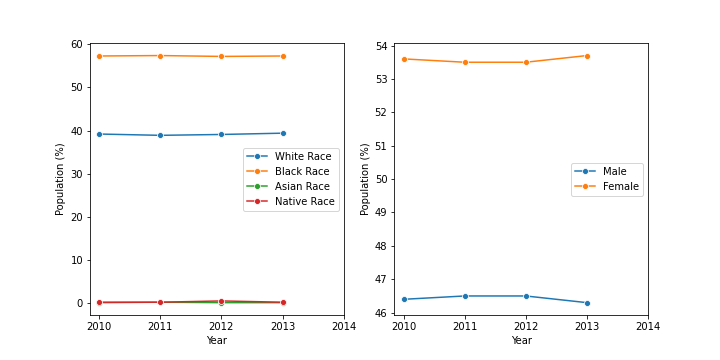 60
50
40
30
20
10
0
Population (%)
2010 2011 2012 2013 2014
Year
White Race
Black Race
Asian Race
Native Race
54
53
52
51
50
49
48
47
46
Population (%)
2010 2011 2012 2013 2014
Year
Male
Female